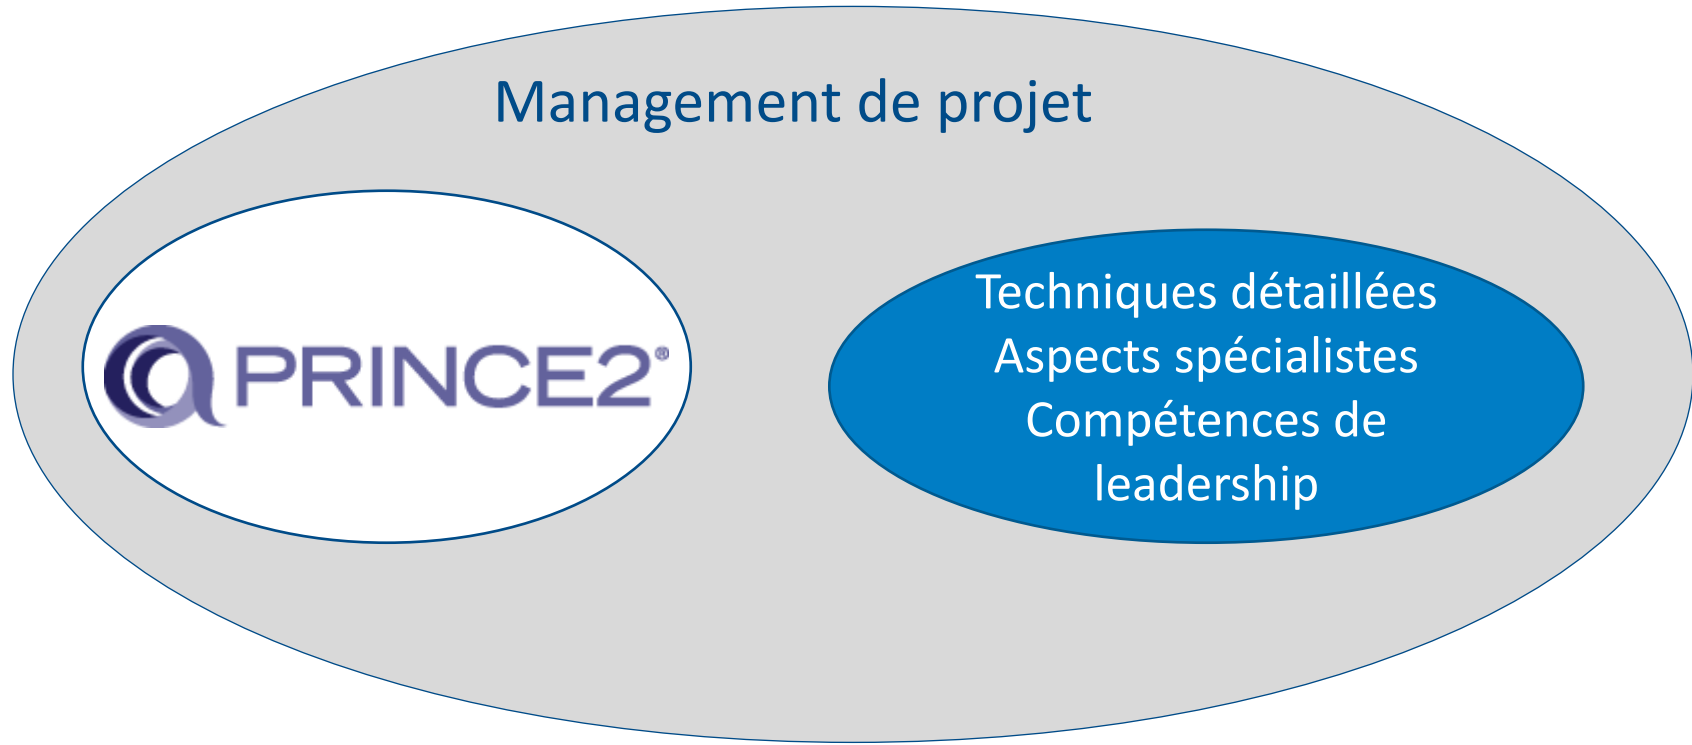 Management de projet
PRINCE2®
Techniques détaillées
Aspects spécialistes
Compétences de
leadership